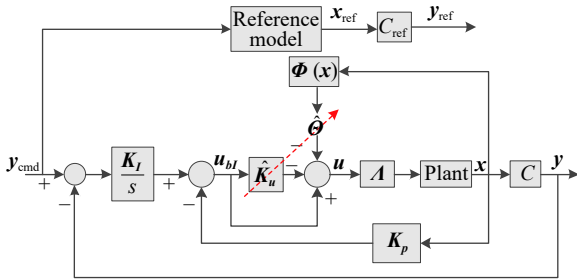 Reference model
x_ref
C_ref
y_ref
Φ (x)
Θ̂
−
y_cmd
+
−
K_I
s
+
−
u_bI
K̂_u
−
+
u
Λ
Plant
x
C
y
K_p